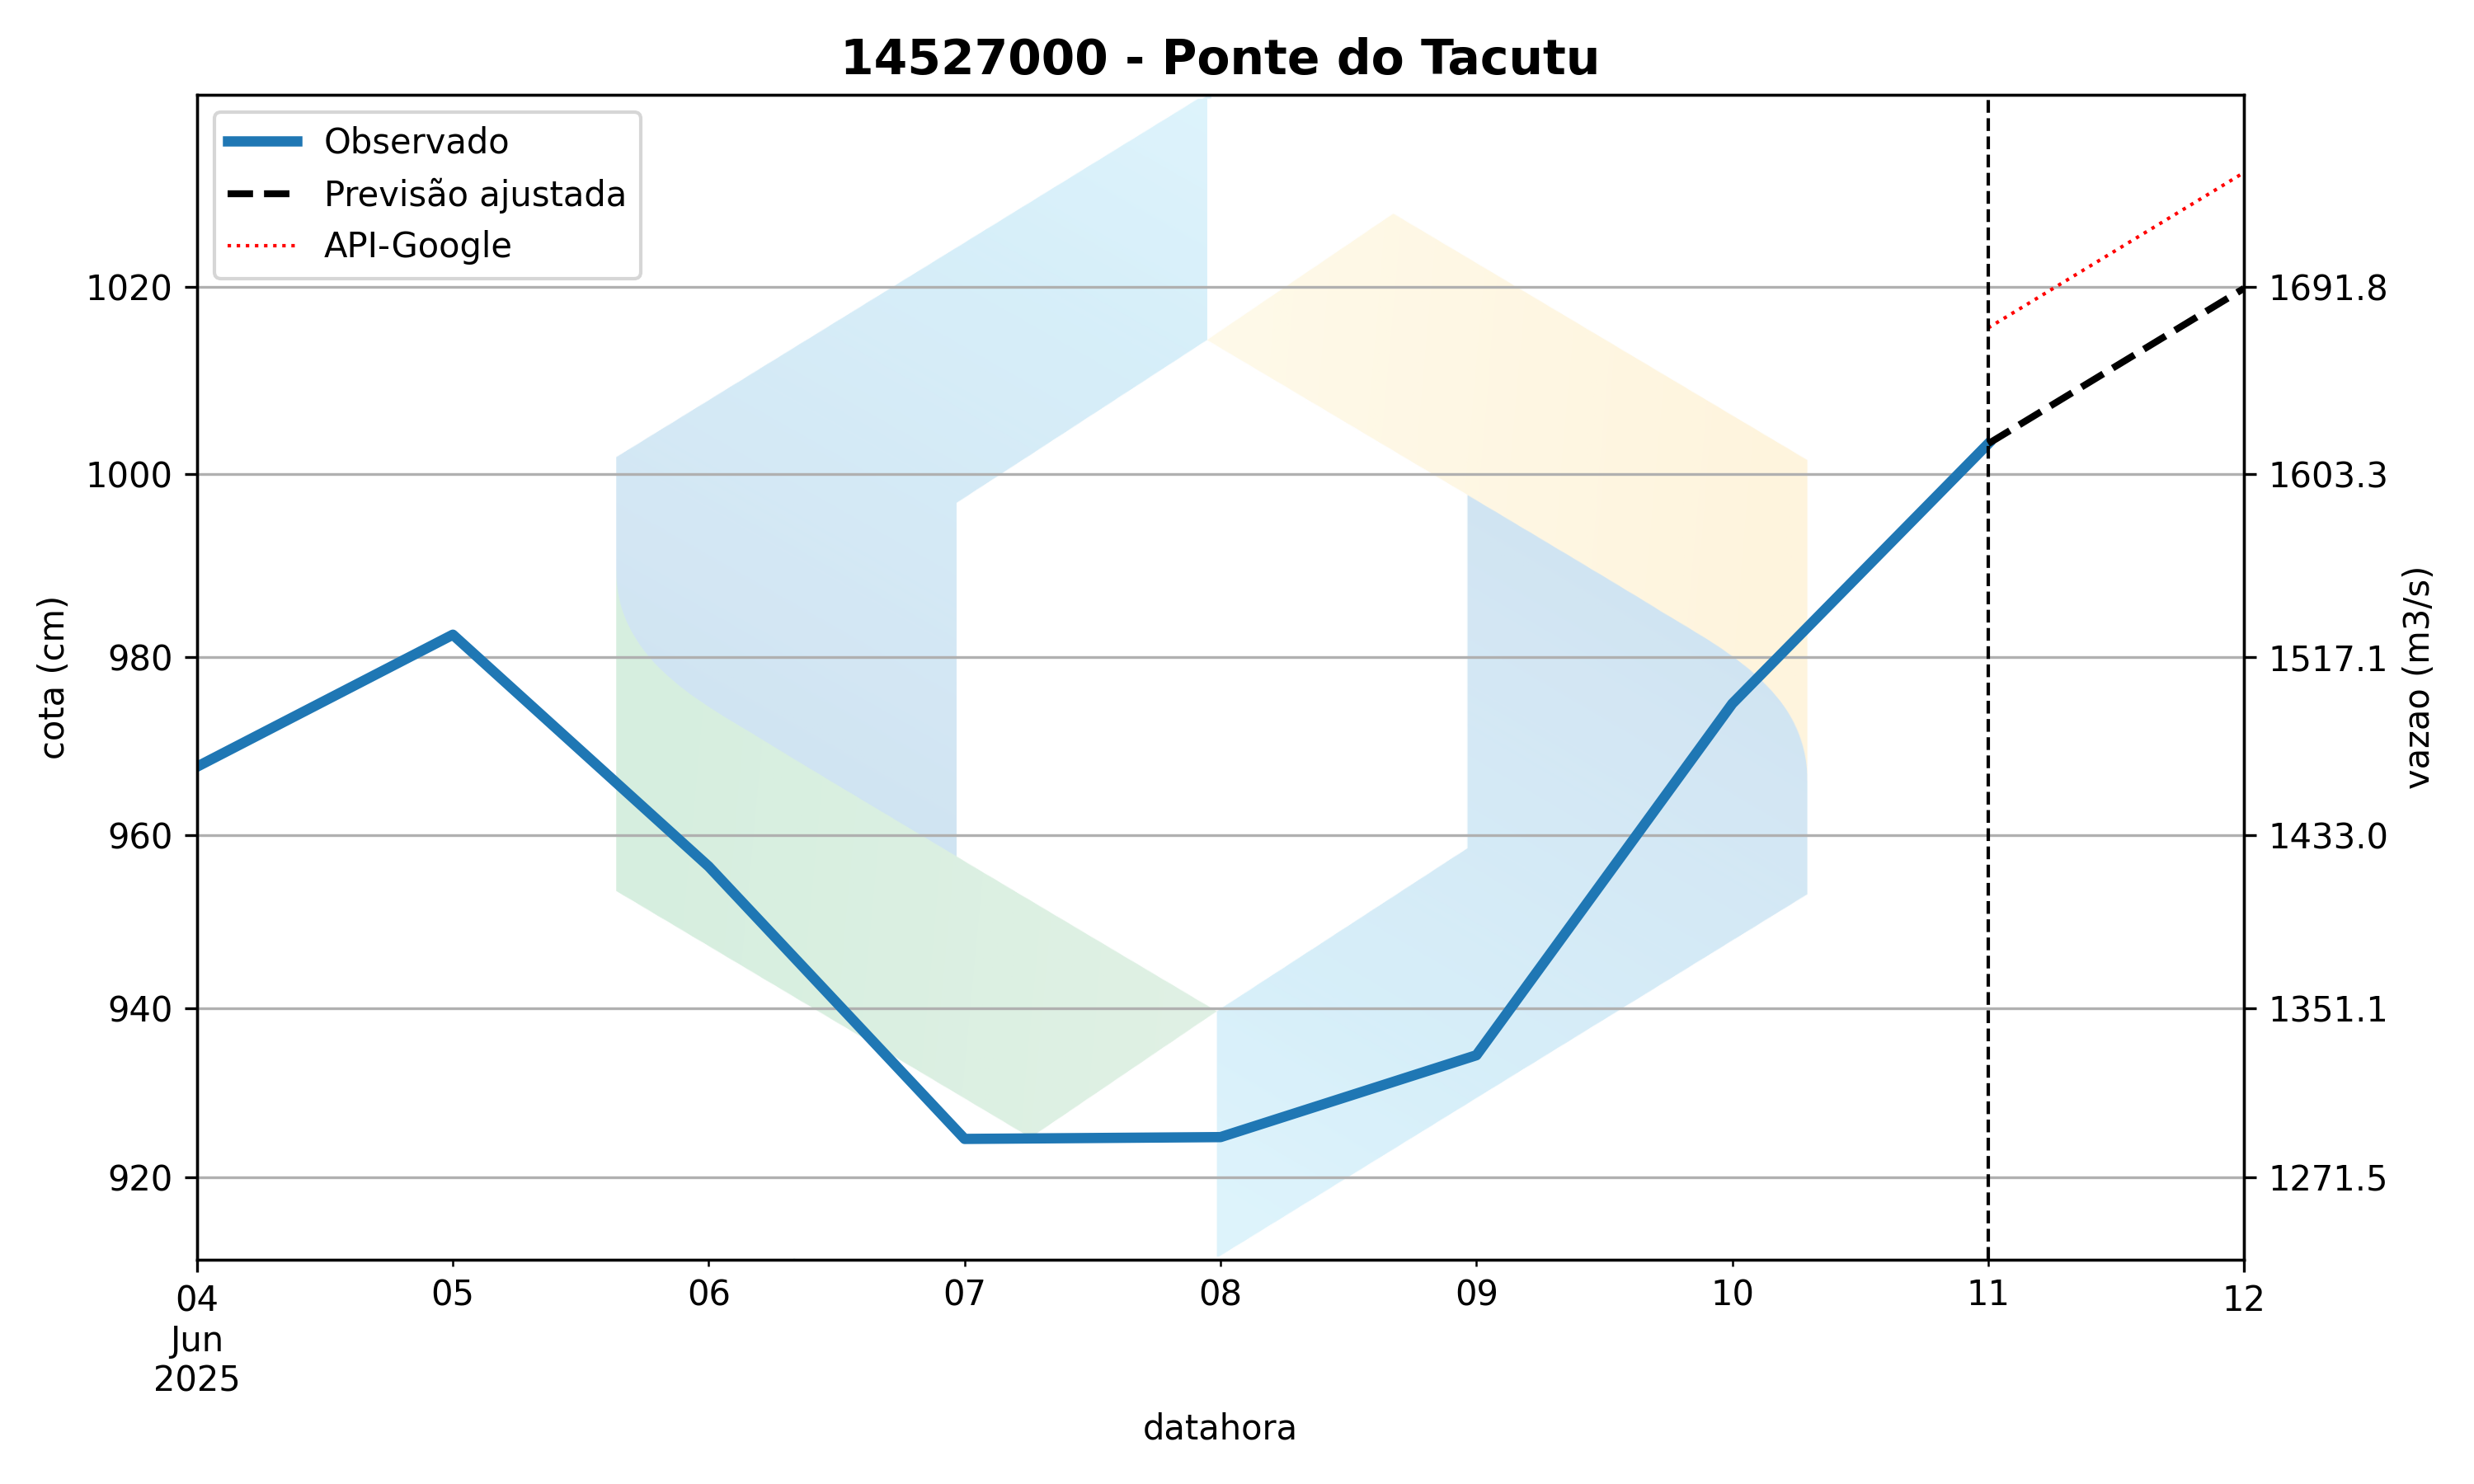 14527000 - Ponte do Tacutu
Observado
Previsão ajustada
API-Google
1020
1000
980
960
940
920
cota (cm)
1691.8
1603.3
1517.1
1433.0
1351.1
1271.5
vazao (m3/s)
04 05 06 07 08 09 10 11 12
Jun
2025
datahora